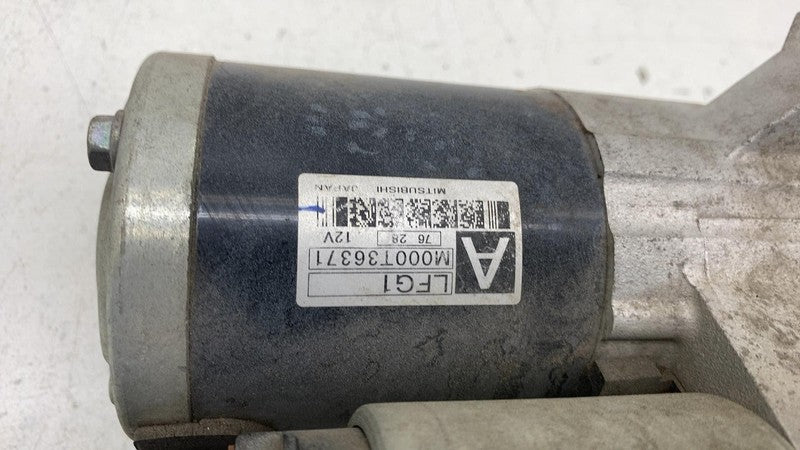 LFG1
A
M000T36371
76 28
12V
MITSUBISHI JAPAN